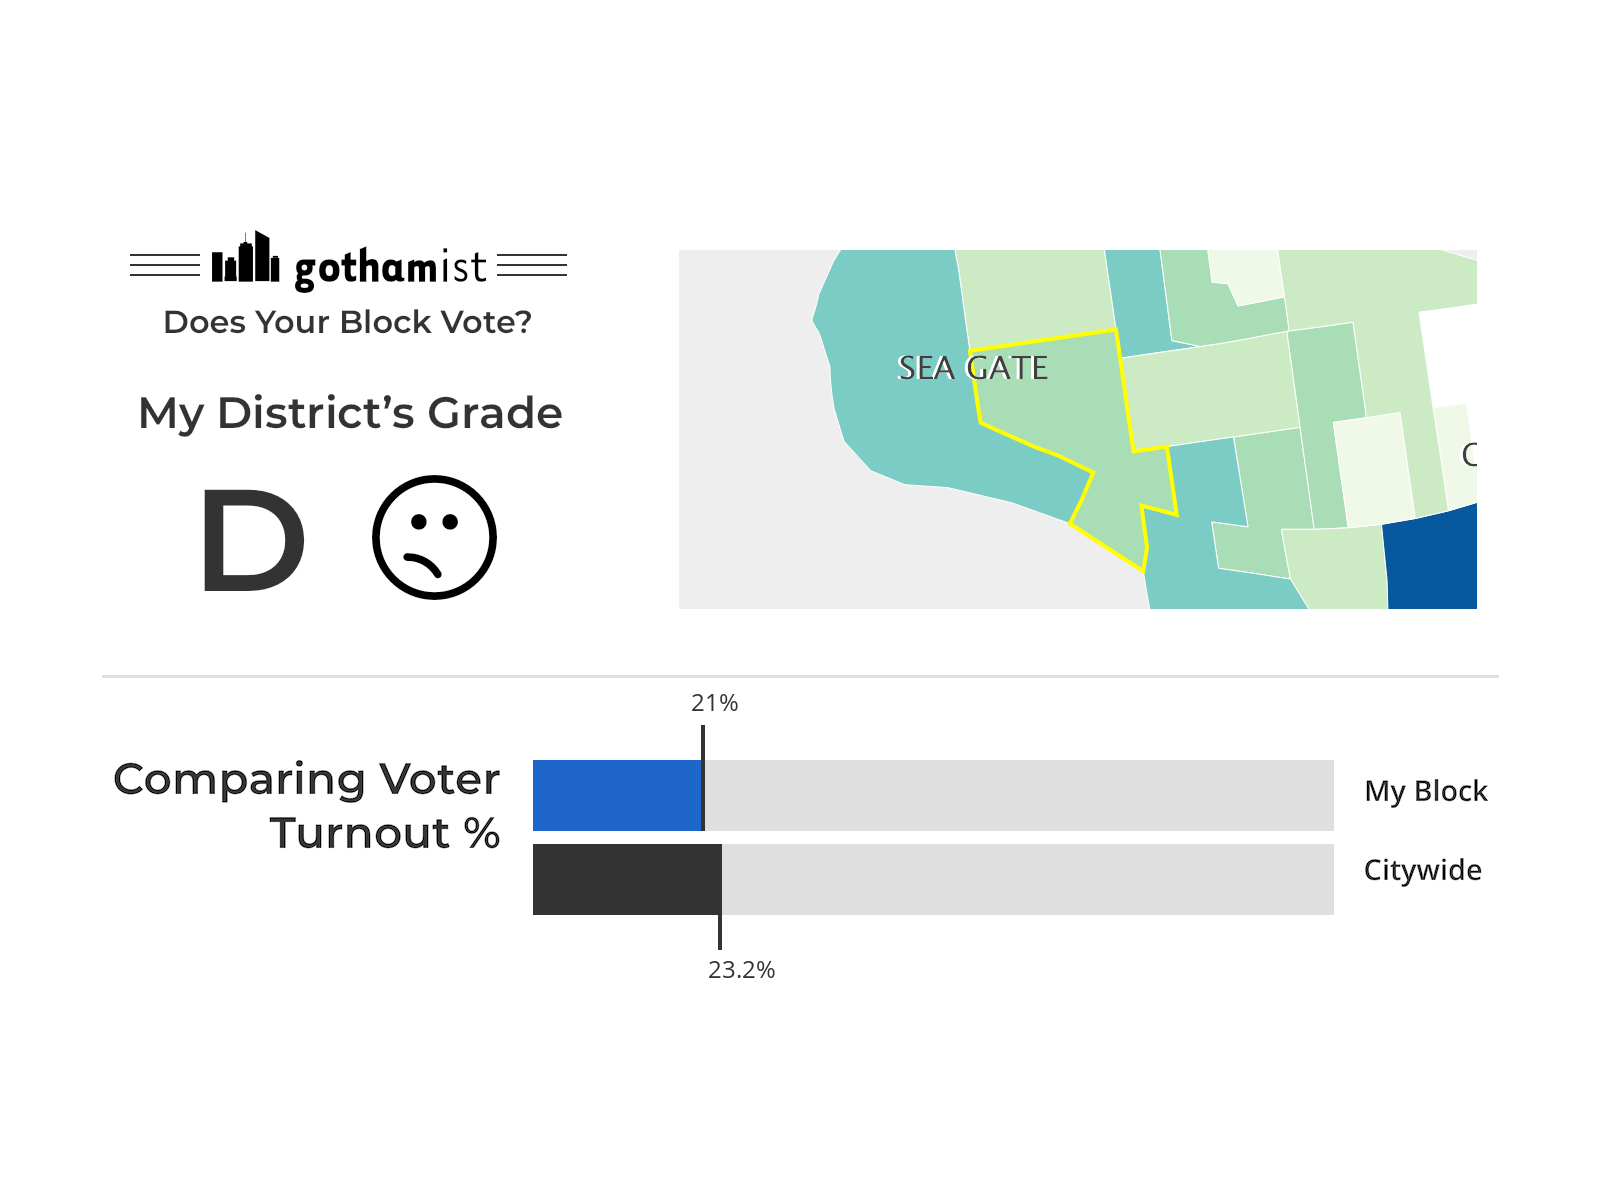 gothamist
Does Your Block Vote?
My District’s Grade
D
SEA GATE
C
21%
Comparing Voter
Turnout %
My Block
Citywide
23.2%